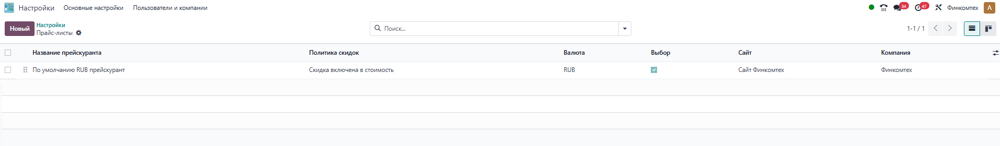 Настройки Основные настройки Пользователи и компании 34 47 Финкомтех A
Новый Настройки
Прайс-листы
Поиск... 1-1 / 1
Название прейскуранта Политика скидок Валюта Выбор Сайт Компания
По умолчанию RUB прейскурант Скидка включена в стоимость RUB Сайт Финкомтех Финкомтех